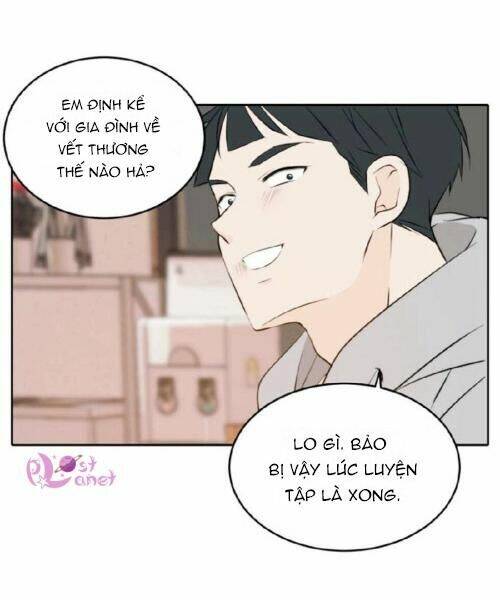 EM ĐỊNH KỂ
VỚI GIA ĐÌNH VỀ
VẾT THƯƠNG
THẾ NÀO HẢ?
LO GÌ. BẢO
BỊ VẬY LÚC LUYỆN
TẬP LÀ XONG.
Lost
Planet